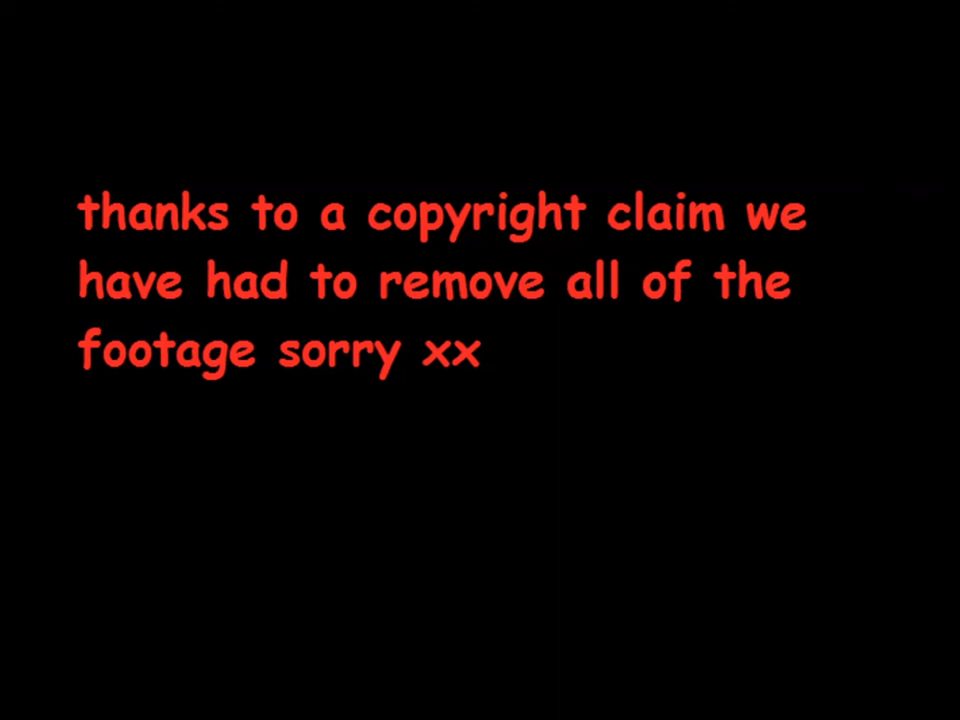 thanks to a copyright claim we
have had to remove all of the
footage sorry xx